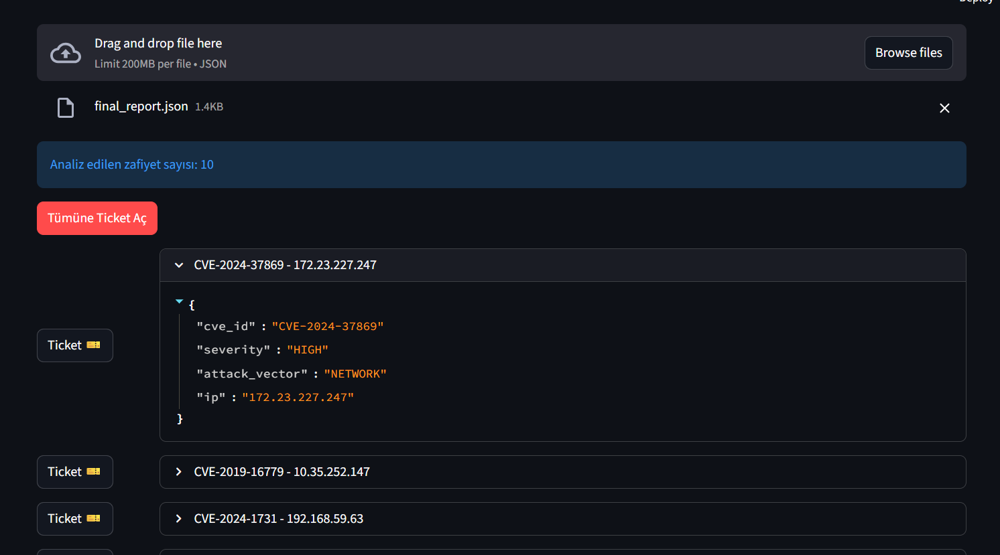 Deploy
Drag and drop file here
Limit 200MB per file • JSON
Browse files
final_report.json 1.4KB
Analiz edilen zafiyet sayısı: 10
Tümüne Ticket Aç
CVE-2024-37869 - 172.23.227.247
{
"cve_id" : "CVE-2024-37869"
"severity" : "HIGH"
"attack_vector" : "NETWORK"
"ip" : "172.23.227.247"
}
Ticket 🎫
Ticket 🎫
CVE-2019-16779 - 10.35.252.147
Ticket 🎫
CVE-2024-1731 - 192.168.59.63